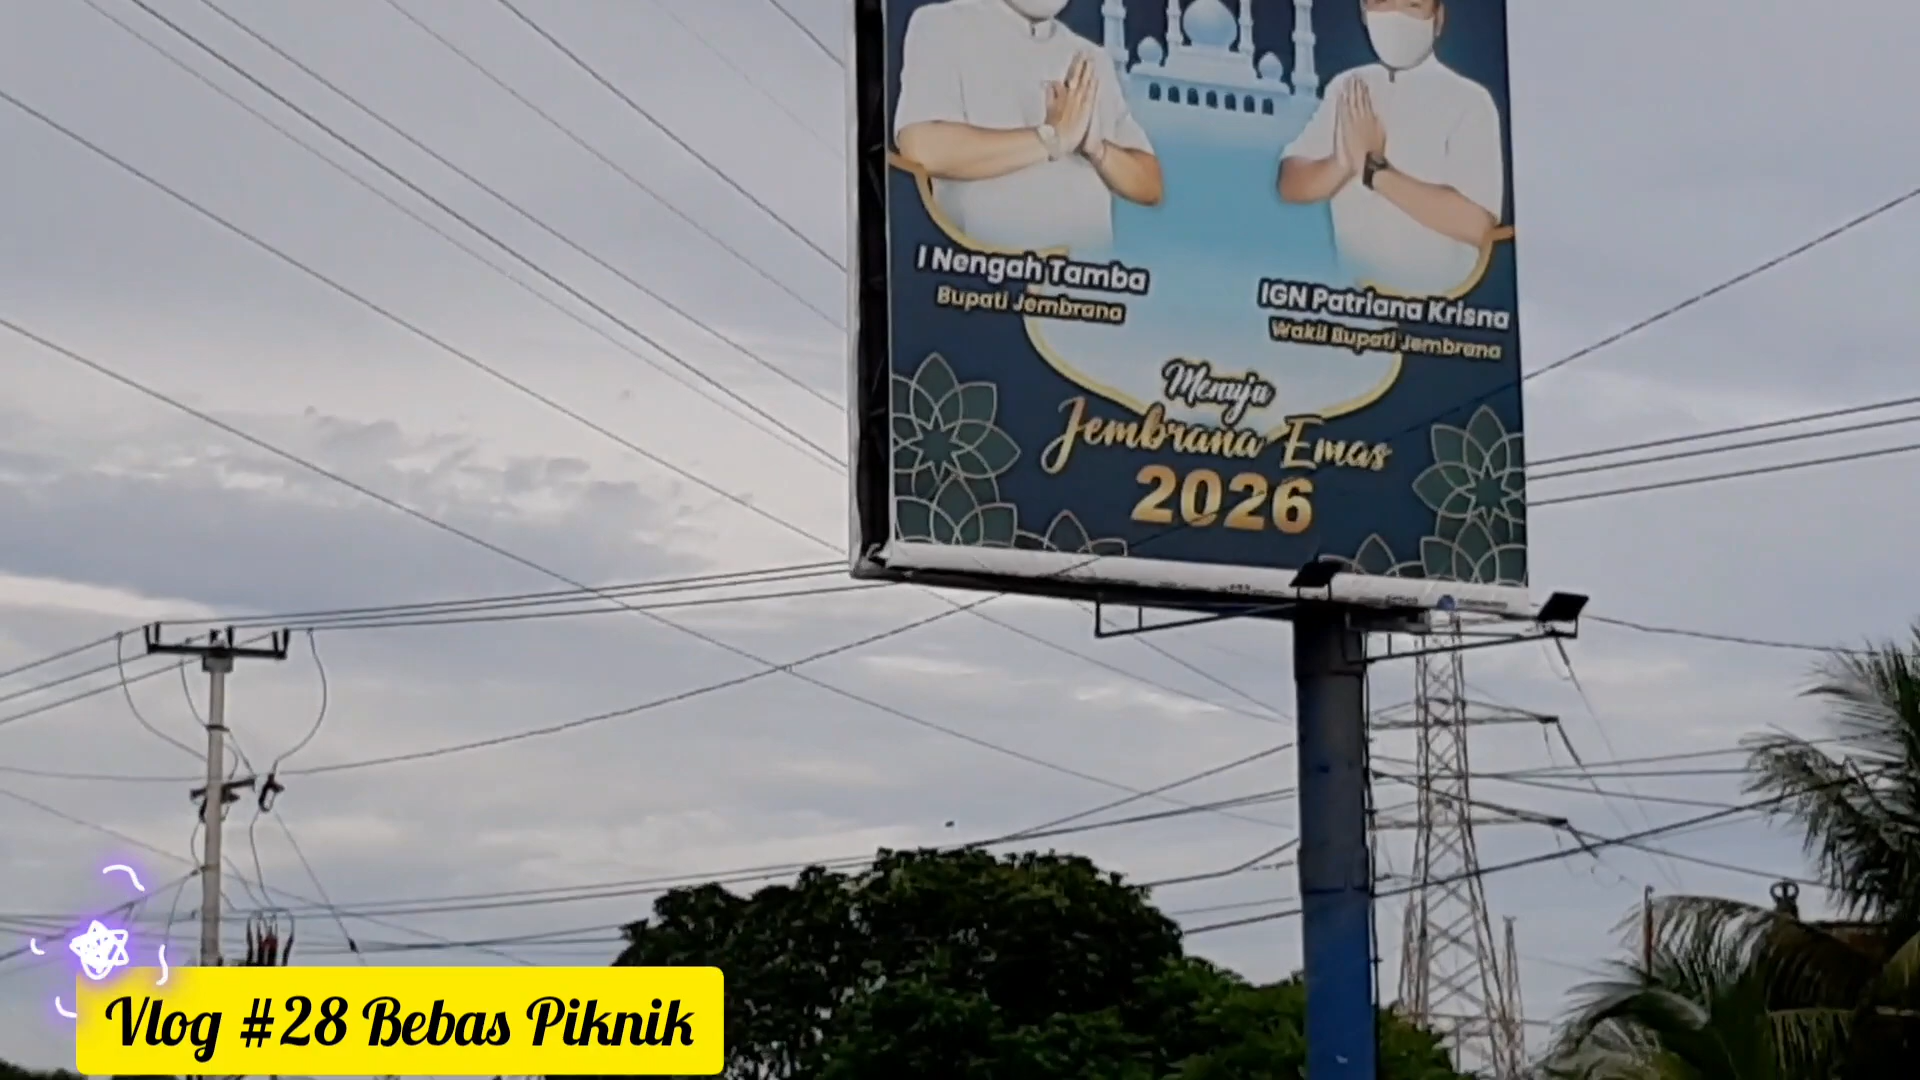 I Nengah Tamba
Bupati Jembrana
IGN Patriana Krisna
Wakil Bupati Jembrana
Menuju
Jembrana Emas
2026
Vlog #28 Bebas Piknik